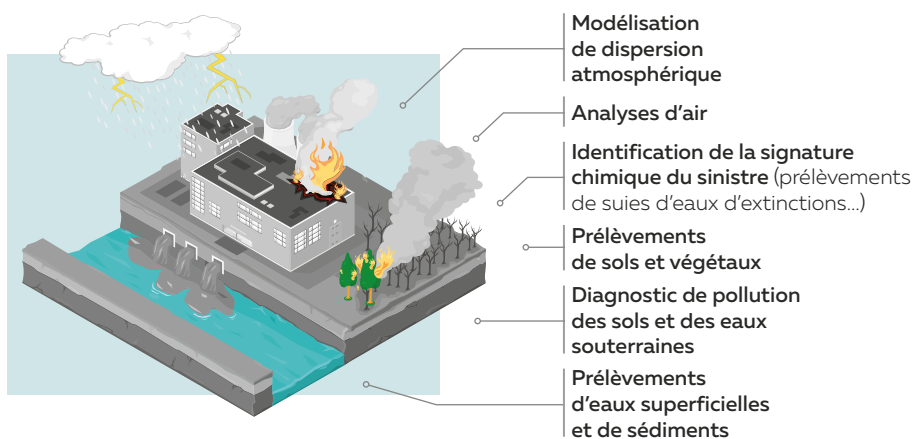 Modélisation
de dispersion
atmosphérique
Analyses d'air
Identification de la signature
chimique du sinistre (prélèvements
de suies d'eaux d'extinctions...)
Prélèvements
de sols et végétaux
Diagnostic de pollution
des sols et des eaux
souterraines
Prélèvements
d'eaux superficielles
et de sédiments